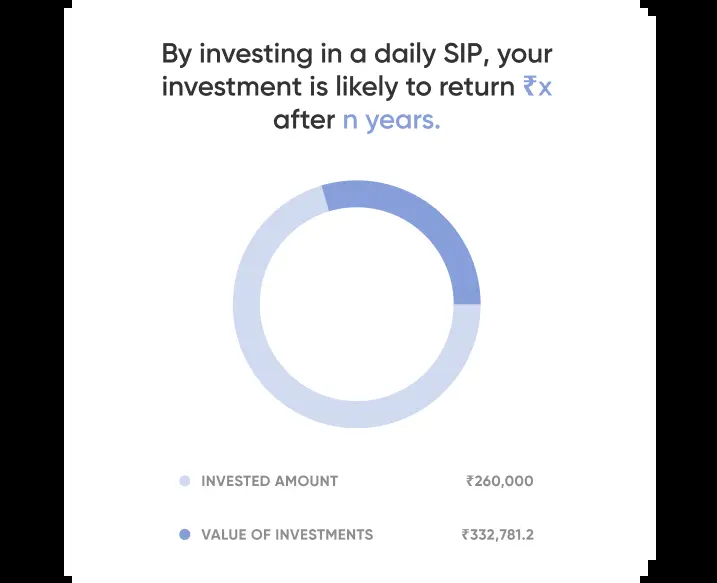 By investing in a daily SIP, your
investment is likely to return ₹x
after n years.
INVESTED AMOUNT ₹260,000
VALUE OF INVESTMENTS ₹332,781.2